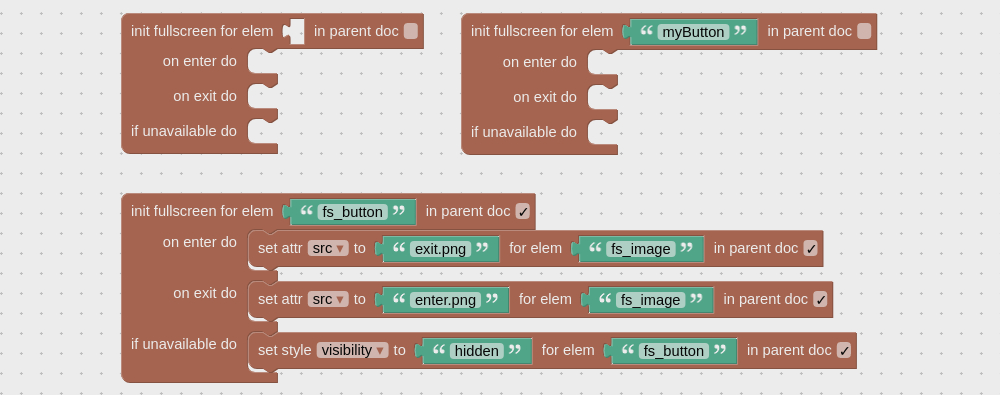 init fullscreen for elem in parent doc
on enter do
on exit do
if unavailable do
init fullscreen for elem “ myButton ” in parent doc
on enter do
on exit do
if unavailable do
init fullscreen for elem “ fs_button ” in parent doc ✓
on enter do set attr src ▾ to “ exit.png ” for elem “ fs_image ” in parent doc ✓
on exit do set attr src ▾ to “ enter.png ” for elem “ fs_image ” in parent doc ✓
if unavailable do set style visibility ▾ to “ hidden ” for elem “ fs_button ” in parent doc ✓